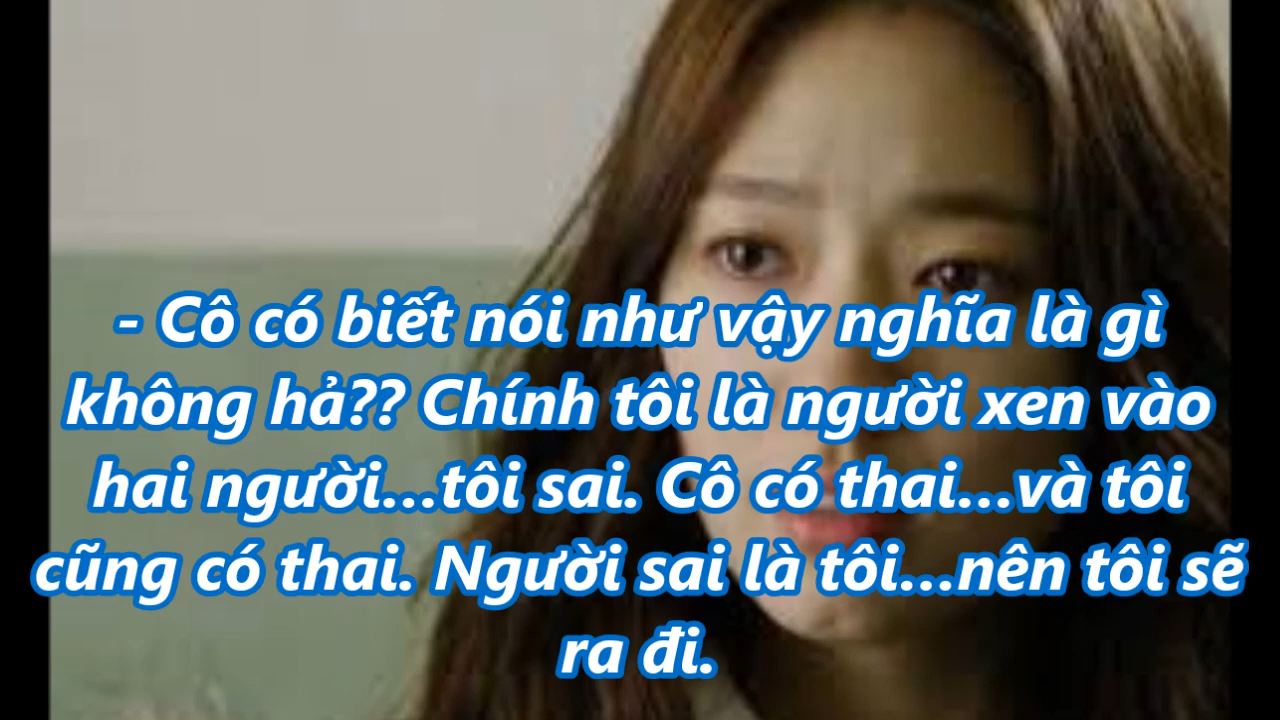 - Cô có biết nói như vậy nghĩa là gì
không hả?? Chính tôi là người xen vào
hai người...tôi sai. Cô có thai...và tôi
cũng có thai. Người sai là tôi...nên tôi sẽ
ra đi.